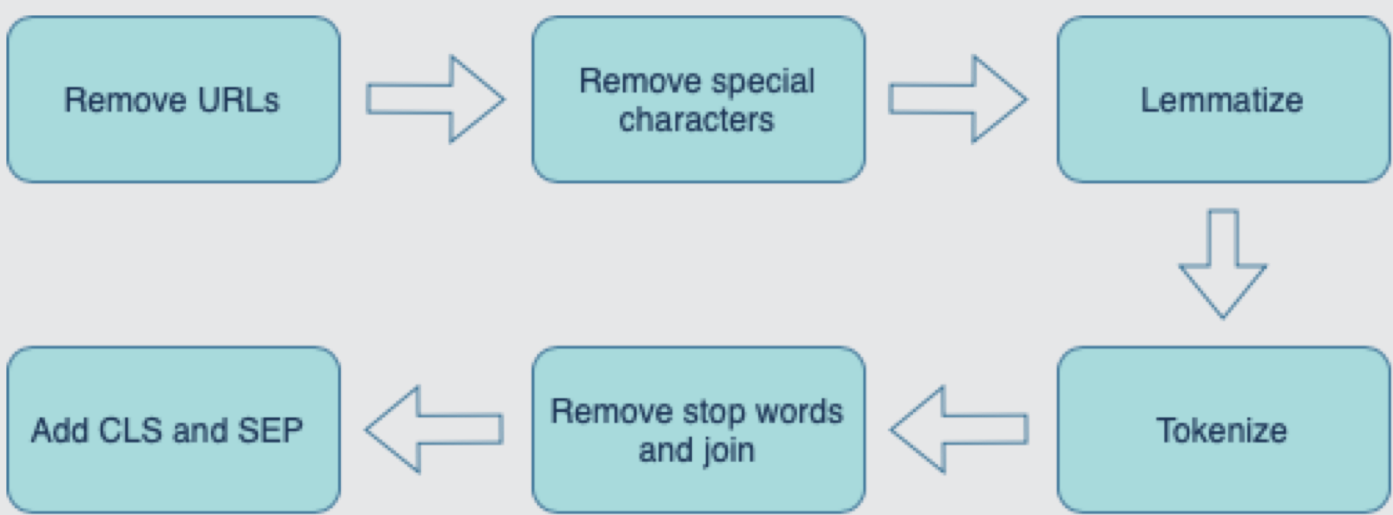 Remove URLs
Remove special
characters
Lemmatize
Tokenize
Remove stop words
and join
Add CLS and SEP